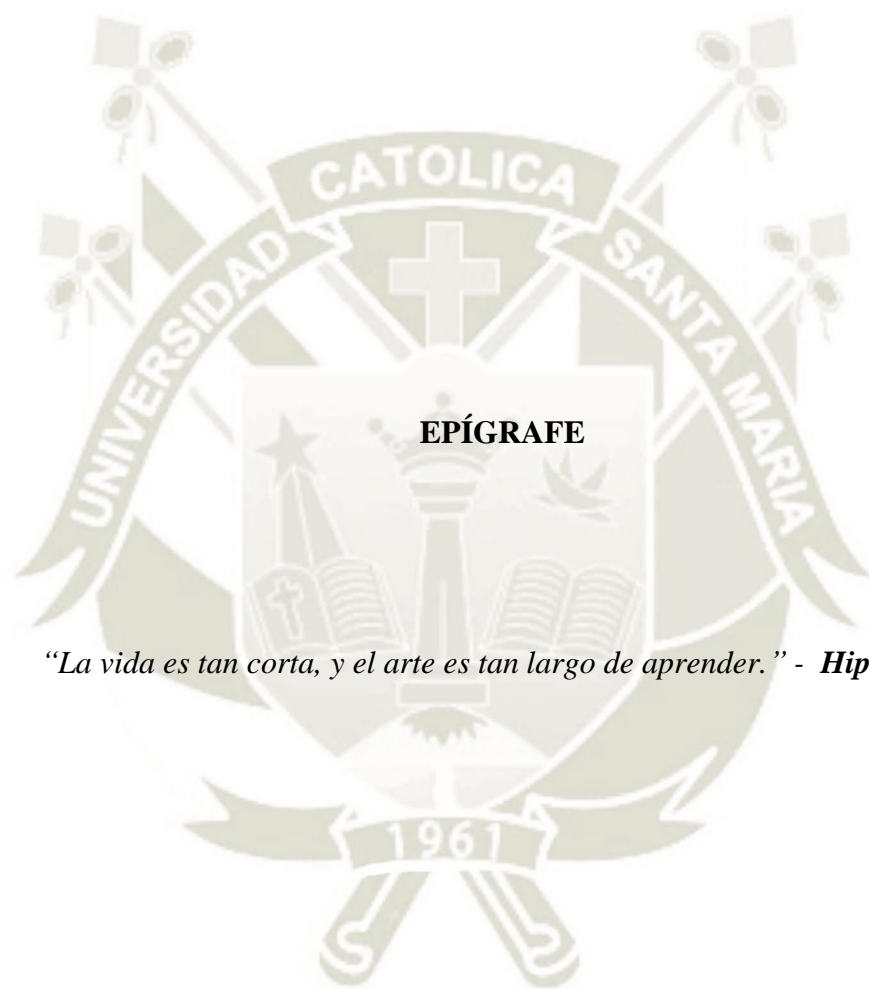 CATOLICA
UNIVERSIDAD
SANTA MARIA
EPÍGRAFE
“La vida es tan corta, y el arte es tan largo de aprender.” - Hip
1961